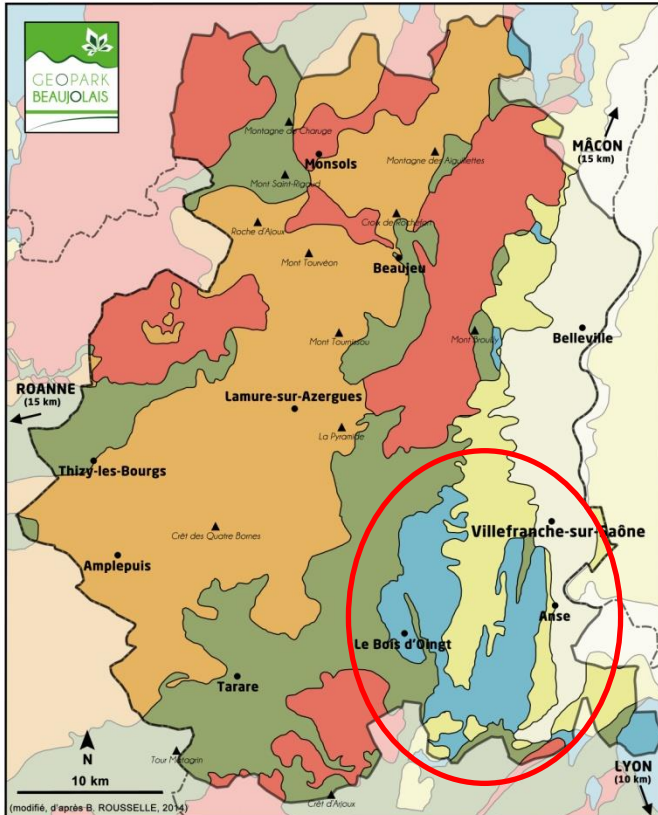 GEOPARK
BEAUJOLAIS
Montagne de Charuge
Monsols
Montagne des Aiguillettes
MÂCON
(15 km)
Mont Saint-Rigaud
Roche d'Ajoux
Croix de Rochefort
Mont Tourvéon
Beaujeu
Mont Tournissou
Mont Brouilly
Belleville
ROANNE
(15 km)
Lamure-sur-Azergues
La Pyramide
Thizy-les-Bourgs
Crêt des Quatre Bornes
Villefranche-sur-Saône
Amplepuis
Anse
Le Bois d'Oingt
Tarare
N
Tour Matagrin
10 km
LYON
(10 km)
Crêt d'Arjoux
(modifié, d'après B. ROUSSELLE, 2014)